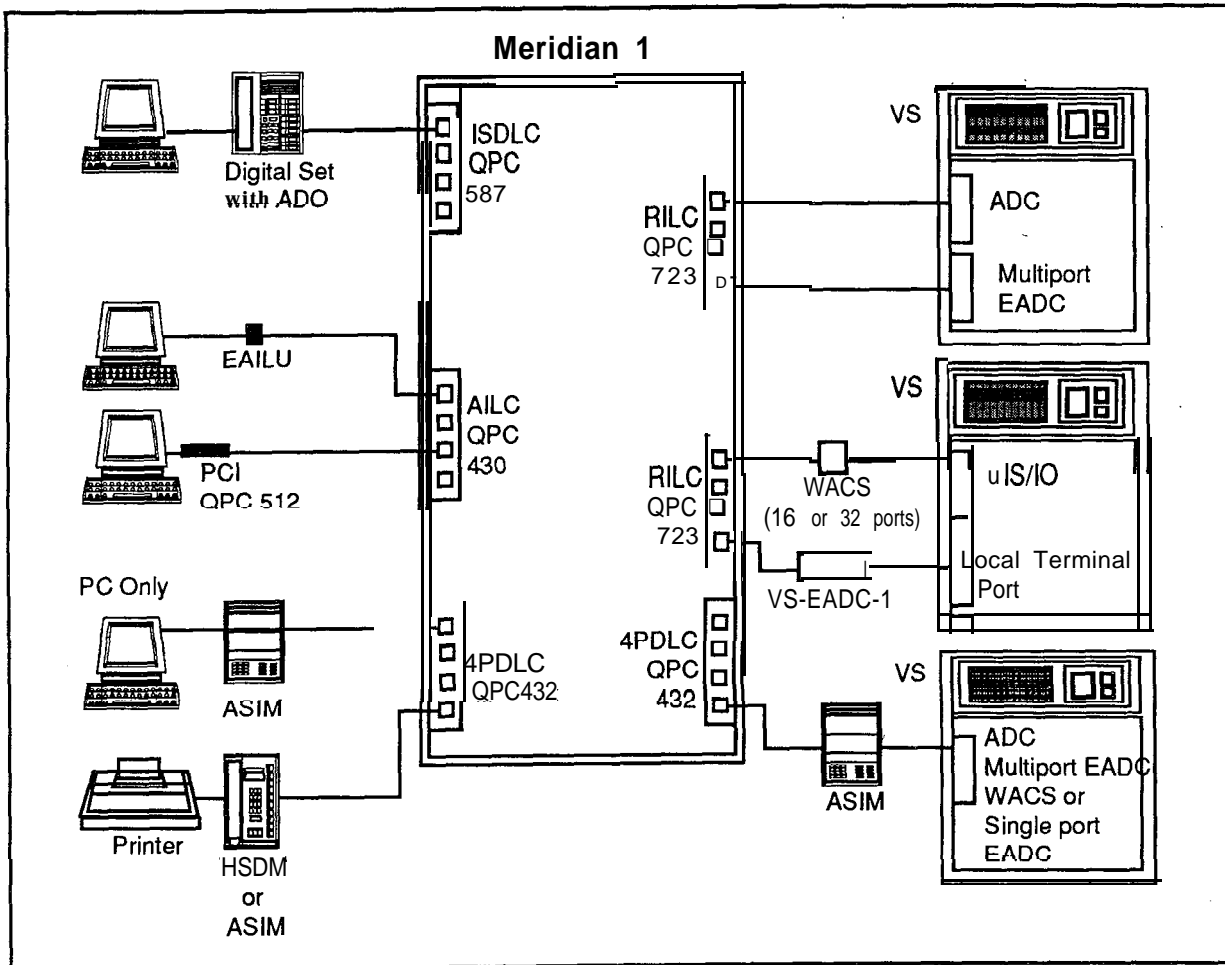 Meridian 1
Digital Set
with ADO
ISDLC
QPC
587
EAILU
PCI
QPC 512
AILC
QPC
430
PC Only
ASIM
4PDLC
QPC432
Printer
HSDM
or
ASIM
RILC
QPC
723
D
VS
ADC
Multiport
EADC
RILC
QPC
723
WACS
(16 or 32 ports)
VS-EADC-1
VS
uIS/IO
Local Terminal
Port
4PDLC
QPC
432
ASIM
VS
ADC
Multiport EADC
WACS or
Single port
EADC